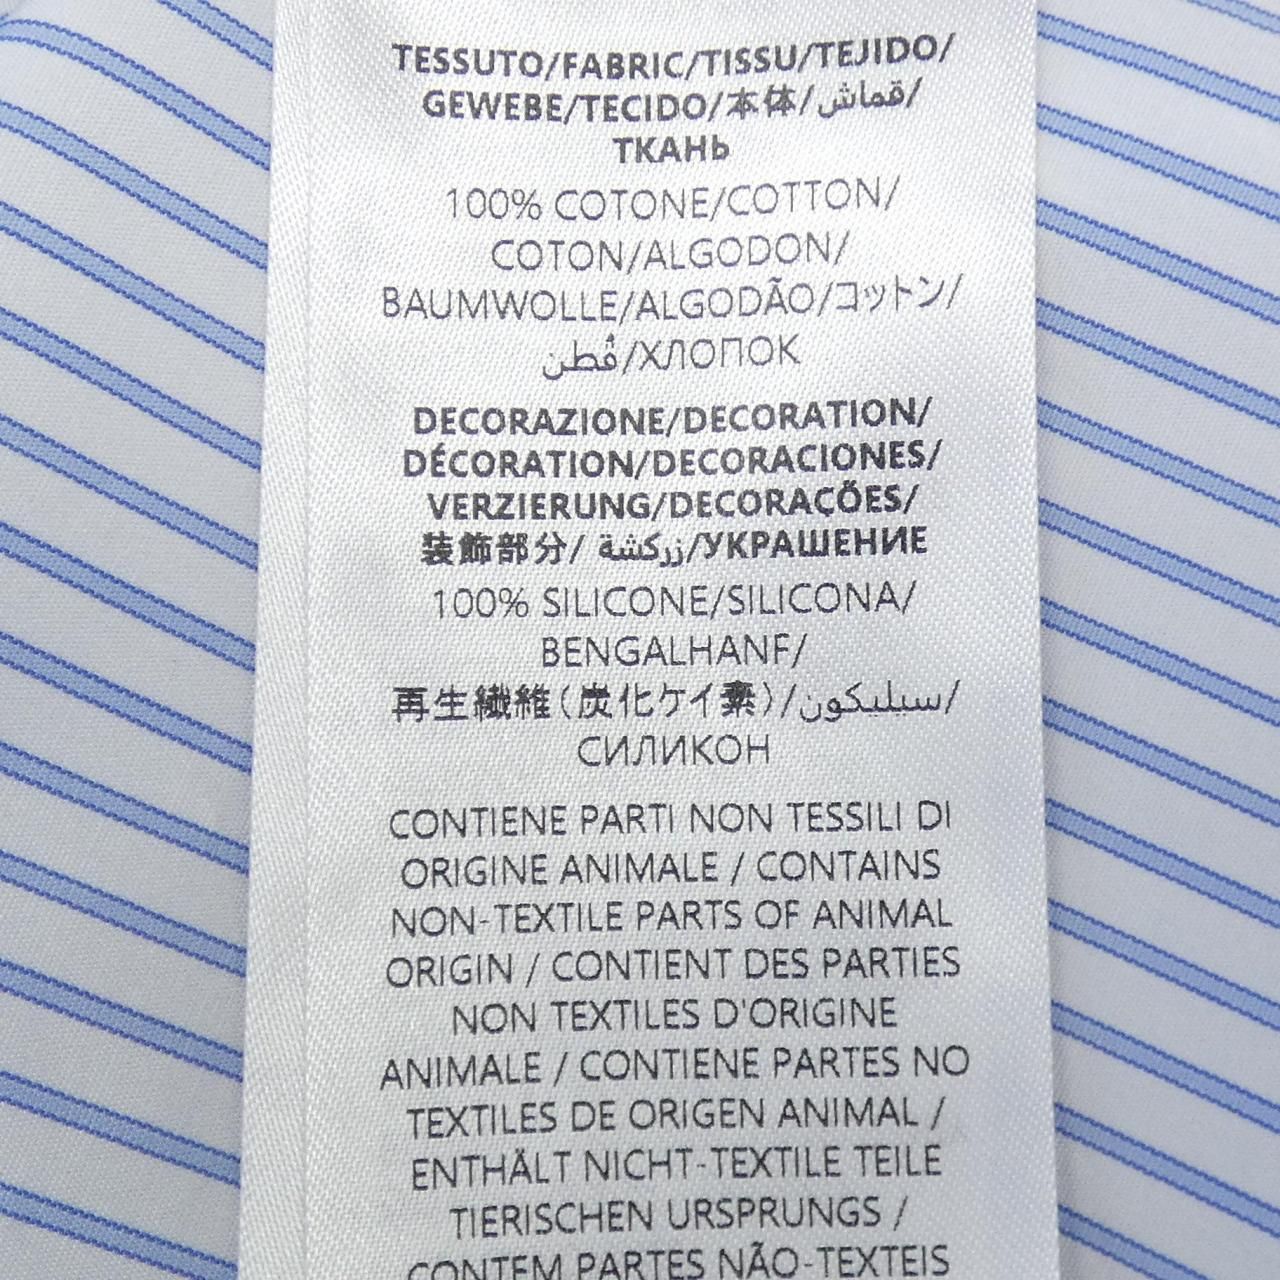 TESSUTO/FABRIC/TISSU/TEJIDO/
GEWEBE/TECIDO/本体/قماش/
ТКАНЬ
100% COTONE/COTTON/
COTON/ALGODON/
BAUMWOLLE/ALGODÃO/コットン/
قُطن/ХЛОПОК
DECORAZIONE/DECORATION/
DÉCORATION/DECORACIONES/
VERZIERUNG/DECORAÇÕES/
装飾部分/ زركشة/УКРАШЕНИЕ
100% SILICONE/SILICONA/
BENGALHANF/
再生繊維(炭化ケイ素)/سيليكون/
СИЛИКОН
CONTIENE PARTI NON TESSILI DI
ORIGINE ANIMALE / CONTAINS
NON-TEXTILE PARTS OF ANIMAL
ORIGIN / CONTIENT DES PARTIES
NON TEXTILES D'ORIGINE
ANIMALE / CONTIENE PARTES NO
TEXTILES DE ORIGEN ANIMAL /
ENTHÄLT NICHT-TEXTILE TEILE
TIERISCHEN URSPRUNGS /
CONTEM PARTES NÃO-TEXTEIS